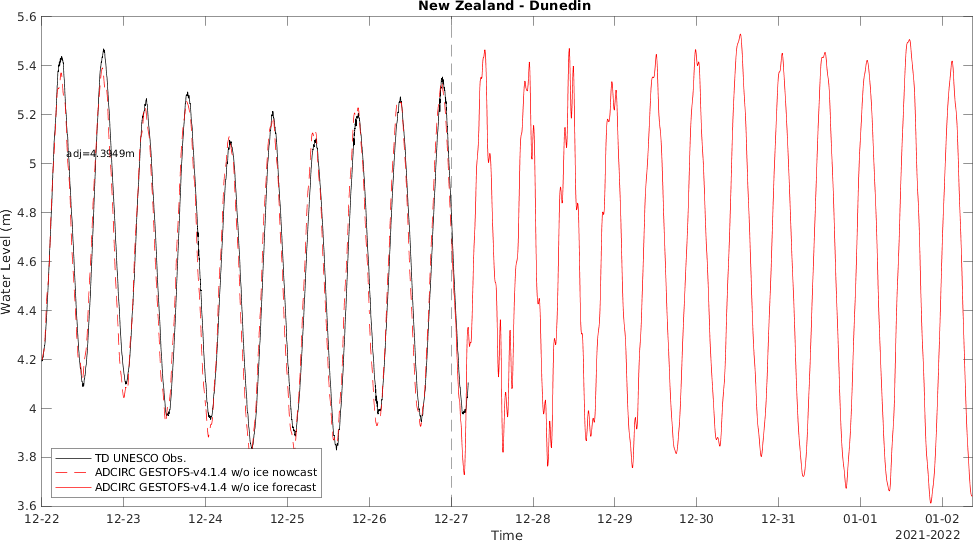 New Zealand - Dunedin
5.6
5.4
5.2
5
4.8
4.6
4.4
4.2
4
3.8
3.6
Water Level (m)
adj=4.3949m
TD UNESCO Obs.
ADCIRC GESTOFS-v4.1.4 w/o ice nowcast
ADCIRC GESTOFS-v4.1.4 w/o ice forecast
12-22 12-23 12-24 12-25 12-26 12-27 12-28 12-29 12-30 12-31 01-01 01-02
2021-2022
Time